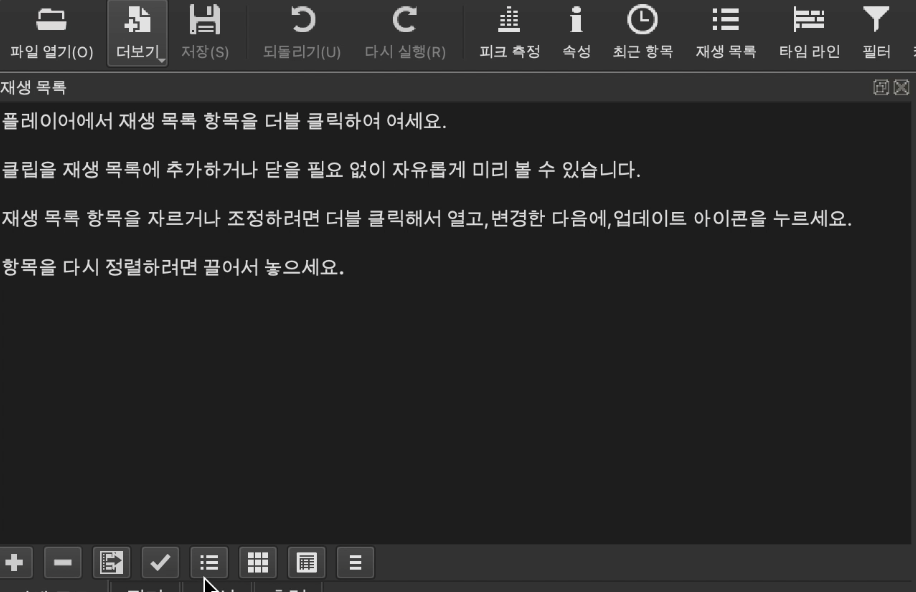 파일 열기(O) 더보기 저장(S) 되돌리기(U) 다시 실행(R) 피크 측정 속성 최근 항목 재생 목록 타임 라인 필터
재생 목록
플레이어에서 재생 목록 항목을 더블 클릭하여 여세요.
클립을 재생 목록에 추가하거나 닫을 필요 없이 자유롭게 미리 볼 수 있습니다.
재생 목록 항목을 자르거나 조정하려면 더블 클릭해서 열고,변경한 다음에,업데이트 아이콘을 누르세요.
항목을 다시 정렬하려면 끌어서 놓으세요.